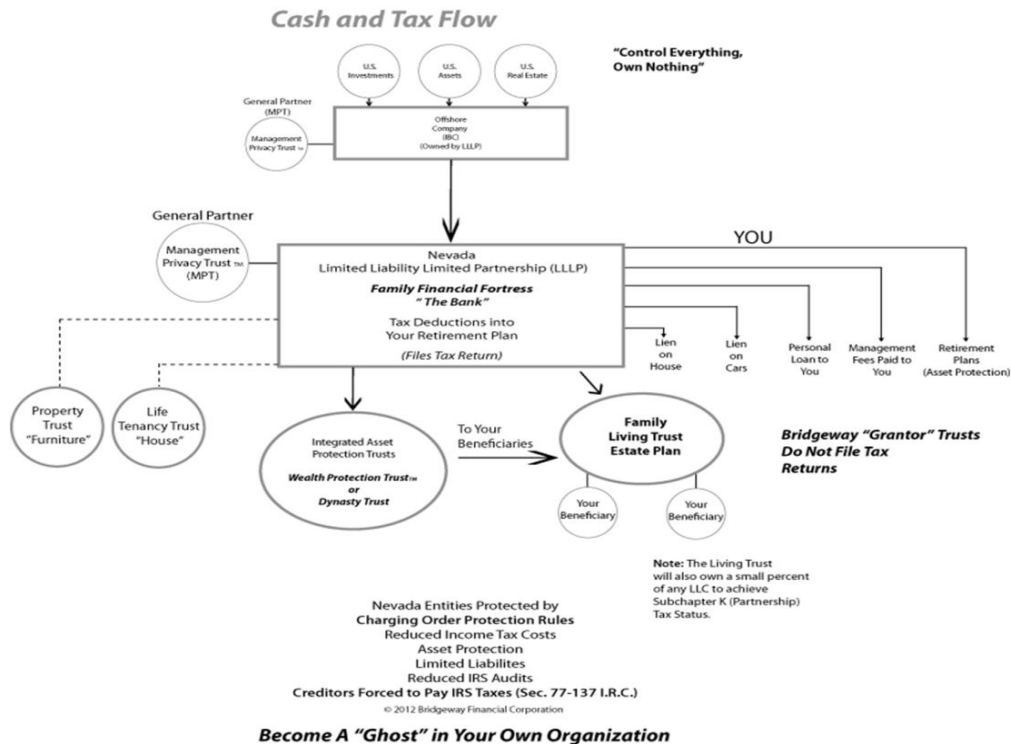 Cash and Tax Flow
"Control Everything,
Own Nothing"
U.S.
Investments
U.S.
Assets
U.S.
Real Estate
General Partner
(MPT)
Management
Privacy Trust TM
Offshore
Company
(IBC)
(Owned by LLLP)
General Partner
Management
Privacy Trust TM
(MPT)
Nevada
Limited Liability Limited Partnership (LLLP)
Family Financial Fortress
" The Bank"
Tax Deductions into
Your Retirement Plan
(Files Tax Return)
YOU
Lien
on
House
Lien
on
Cars
Personal
Loan to
You
Management
Fees Paid to
You
Retirement
Plans
(Asset Protection)
Property
Trust
"Furniture"
Life
Tenancy Trust
"House"
Integrated Asset
Protection Trusts
Wealth Protection Trust TM
or
Dynasty Trust
To Your
Beneficiaries
Family
Living Trust
Estate Plan
Your
Beneficiary
Your
Beneficiary
Bridgeway "Grantor" Trusts
Do Not File Tax
Returns
Note: The Living Trust
will also own a small percent
of any LLC to achieve
Subchapter K (Partnership)
Tax Status.
Nevada Entities Protected by
Charging Order Protection Rules
Reduced Income Tax Costs
Asset Protection
Limited Liabilites
Reduced IRS Audits
Creditors Forced to Pay IRS Taxes (Sec. 77-137 I.R.C.)
© 2012 Bridgeway Financial Corporation
Become A "Ghost" in Your Own Organization